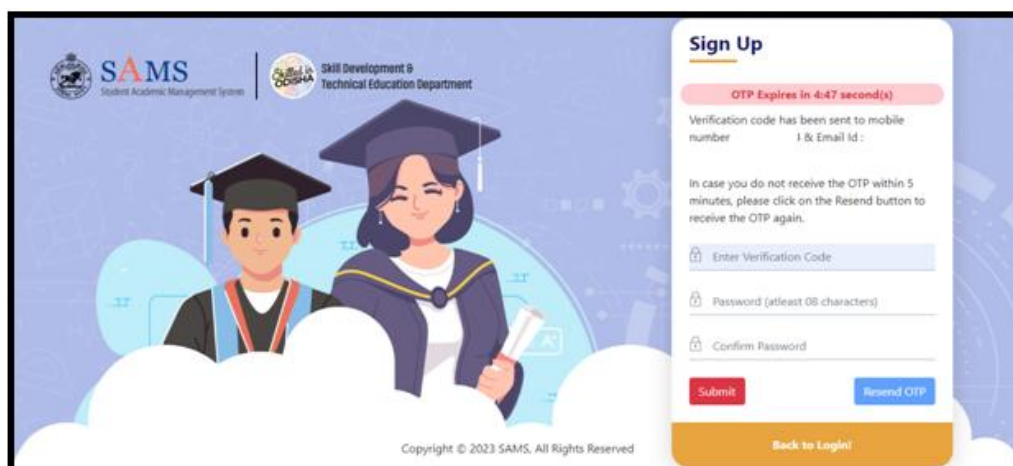 SAMS
Student Academic Management System
Skilled in
ODISHA
Skill Development &
Technical Education Department
Sign Up
OTP Expires in 4:47 second(s)
Verification code has been sent to mobile
number & Email Id :
In case you do not receive the OTP within 5
minutes, please click on the Resend button to
receive the OTP again.
Enter Verification Code
Password (atleast 08 characters)
Confirm Password
Submit
Resend OTP
Back to Login!
A+
Copyright © 2023 SAMS, All Rights Reserved